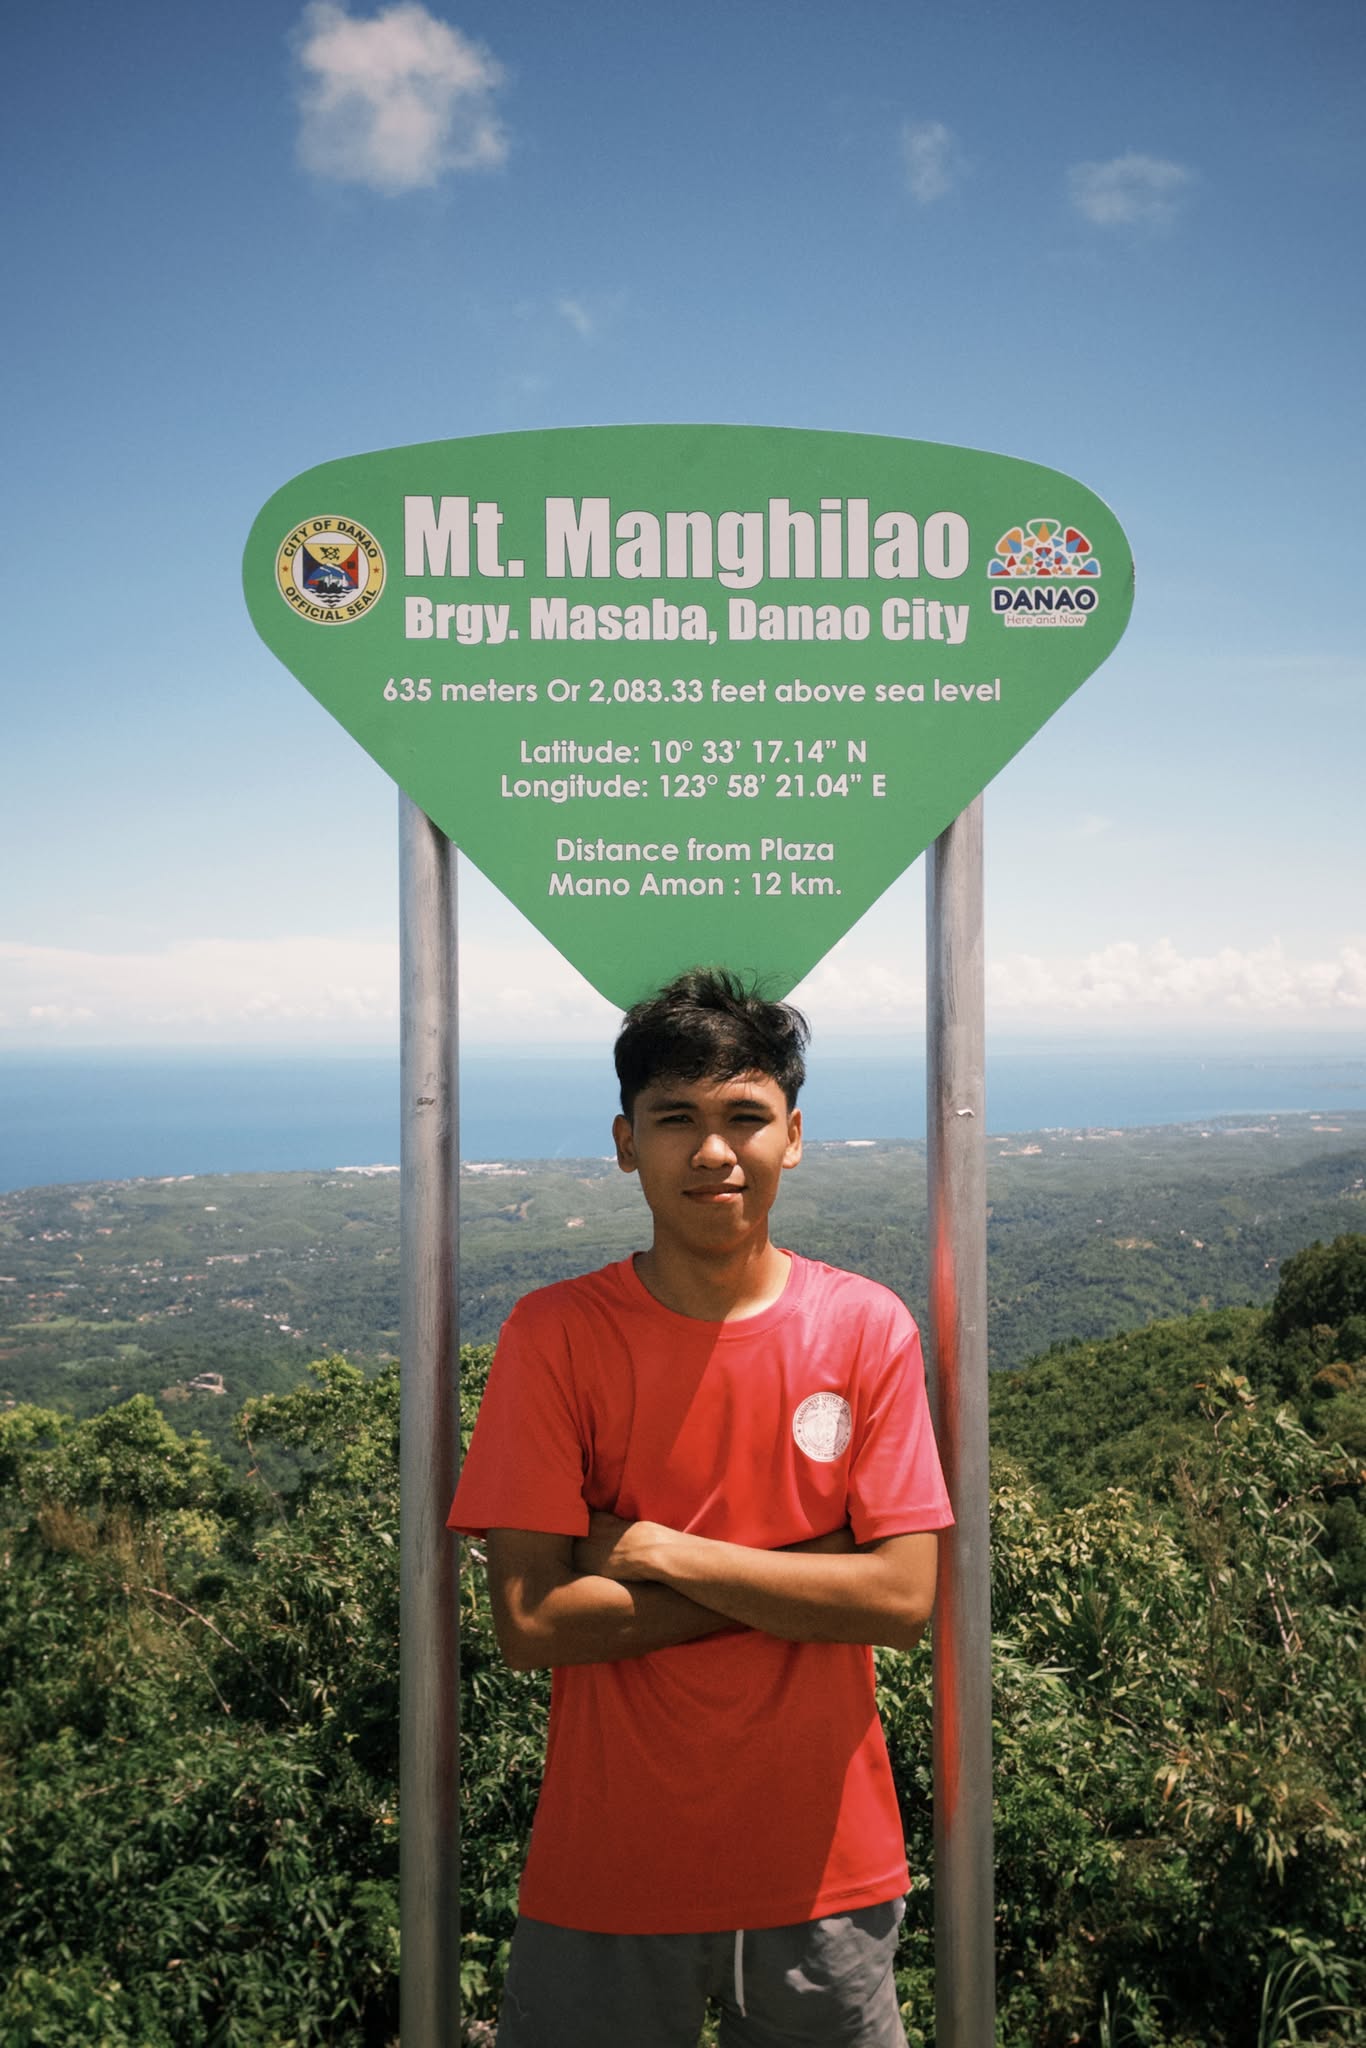 Mt. Manghilao
Brgy. Masaba, Danao City
635 meters Or 2,083.33 feet above sea level
Latitude: 10° 33’ 17.14” N
Longitude: 123° 58’ 21.04” E
Distance from Plaza
Mano Amon : 12 km.
CITY OF DANAO
OFFICIAL SEAL
DANAO
Here and Now